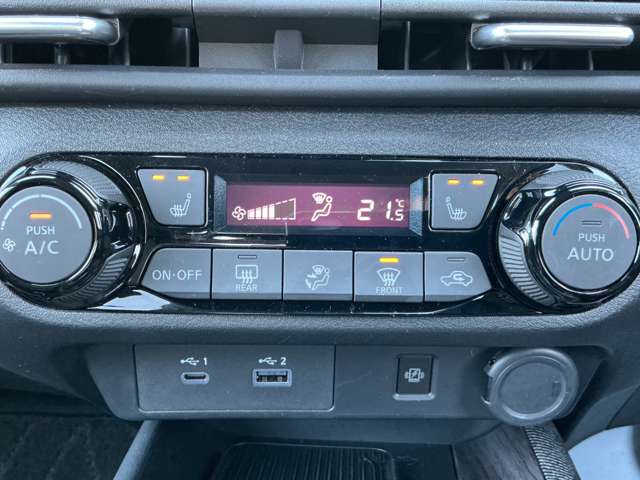 PUSH
A/C
21.5°C
PUSH
AUTO
ON·OFF
REAR
FRONT
1
2